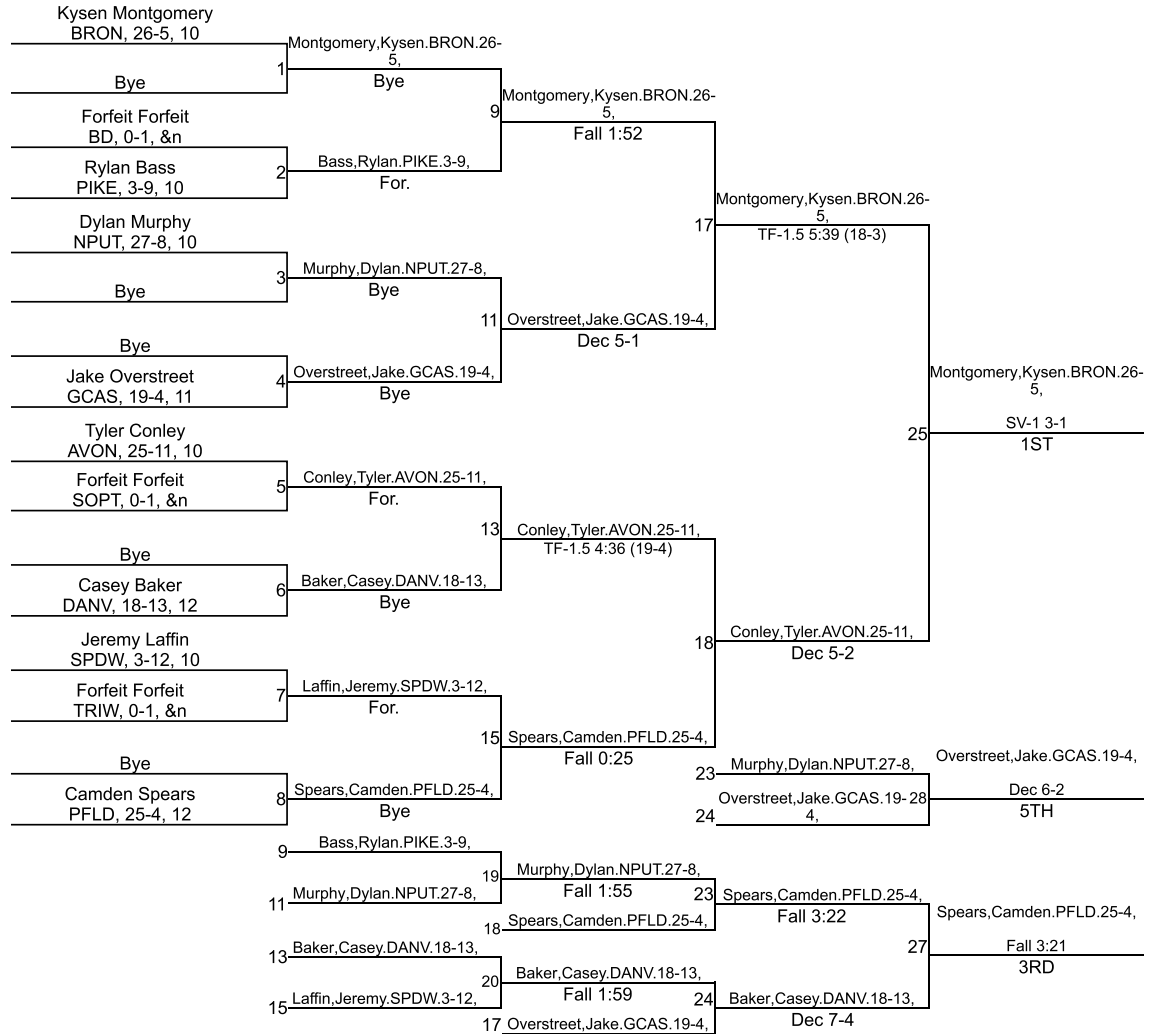 Kysen Montgomery
BRON, 26-5, 10
Bye
1
Montgomery,Kysen.BRON.26-
5,
Bye
Forfeit Forfeit
BD, 0-1, &n
Rylan Bass
PIKE, 3-9, 10
2
Bass,Rylan.PIKE.3-9,
For.
9
Montgomery,Kysen.BRON.26-
5,
Fall 1:52
Dylan Murphy
NPUT, 27-8, 10
Bye
3
Murphy,Dylan.NPUT.27-8,
Bye
Bye
Jake Overstreet
GCAS, 19-4, 11
4
Overstreet,Jake.GCAS.19-4,
Bye
11
Overstreet,Jake.GCAS.19-4,
Dec 5-1
17
Montgomery,Kysen.BRON.26-
5,
TF-1.5 5:39 (18-3)
Tyler Conley
AVON, 25-11, 10
Forfeit Forfeit
SOPT, 0-1, &n
5
Conley,Tyler.AVON.25-11,
For.
Bye
Casey Baker
DANV, 18-13, 12
6
Baker,Casey.DANV.18-13,
Bye
13
Conley,Tyler.AVON.25-11,
TF-1.5 4:36 (19-4)
Jeremy Laffin
SPDW, 3-12, 10
Forfeit Forfeit
TRIW, 0-1, &n
7
Laffin,Jeremy.SPDW.3-12,
For.
Bye
Camden Spears
PFLD, 25-4, 12
8
Spears,Camden.PFLD.25-4,
Bye
15
Spears,Camden.PFLD.25-4,
Fall 0:25
18
Conley,Tyler.AVON.25-11,
Dec 5-2
25
Montgomery,Kysen.BRON.26-
5,
SV-1 3-1
1ST
23
Murphy,Dylan.NPUT.27-8,
24
Overstreet,Jake.GCAS.19-
4,
28
Overstreet,Jake.GCAS.19-4,
Dec 6-2
5TH
9
Bass,Rylan.PIKE.3-9,
11
Murphy,Dylan.NPUT.27-8,
19
Murphy,Dylan.NPUT.27-8,
Fall 1:55
18
Spears,Camden.PFLD.25-4,
23
Spears,Camden.PFLD.25-4,
Fall 3:22
13
Baker,Casey.DANV.18-13,
15
Laffin,Jeremy.SPDW.3-12,
20
Baker,Casey.DANV.18-13,
Fall 1:59
17
Overstreet,Jake.GCAS.19-4,
24
Baker,Casey.DANV.18-13,
Dec 7-4
27
Spears,Camden.PFLD.25-4,
Fall 3:21
3RD